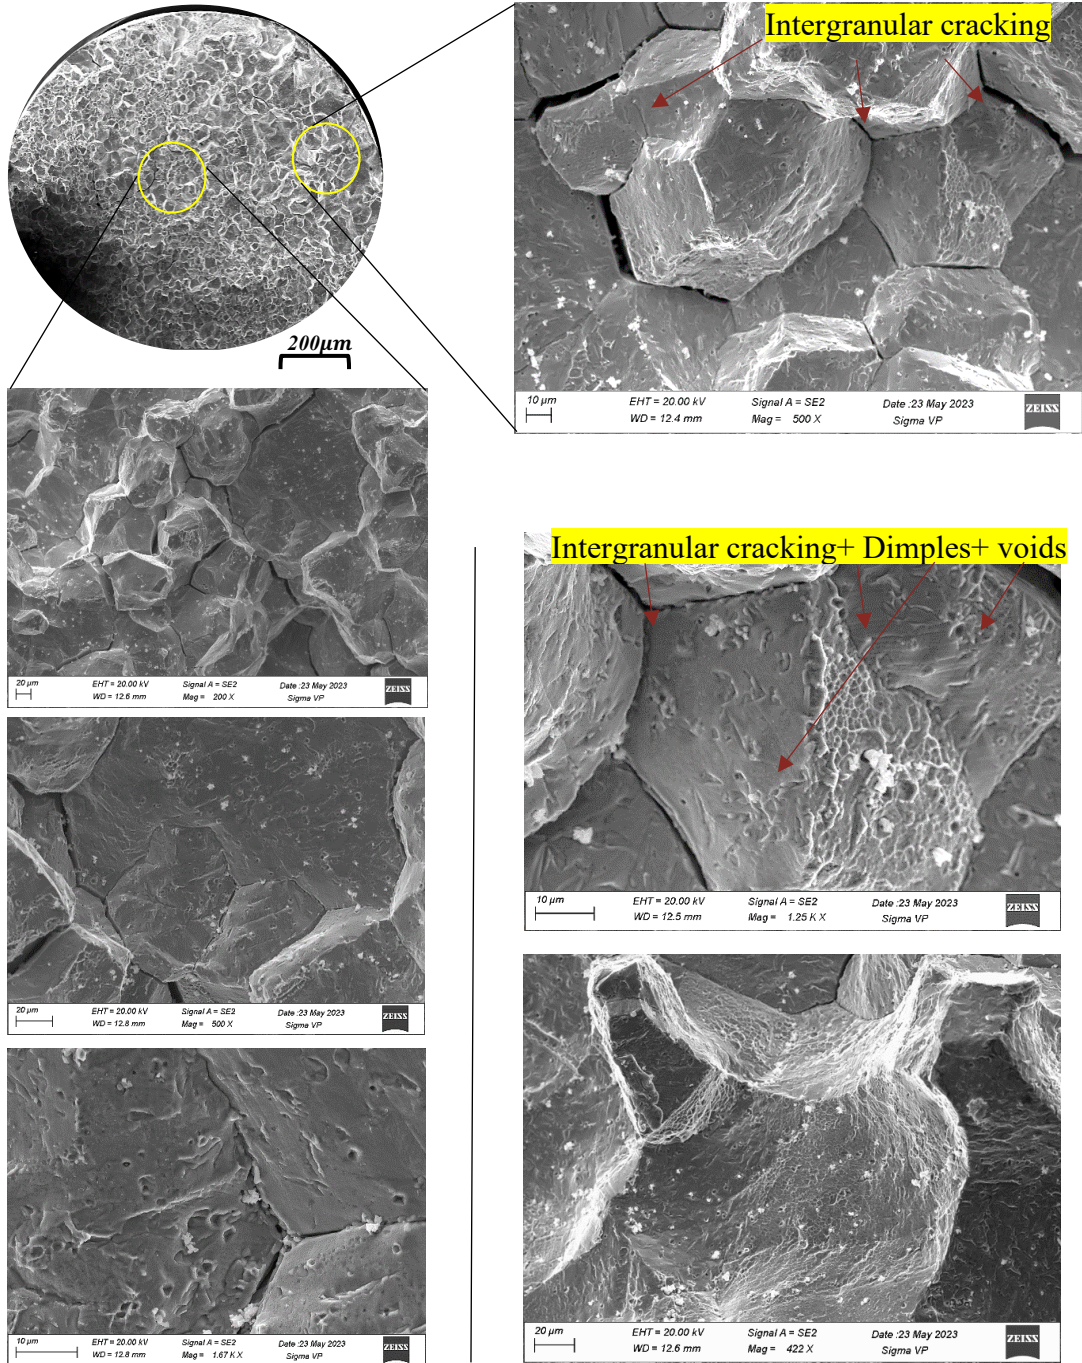 Intergranular cracking
200µm
10 µm
EHT = 20.00 kV
WD = 12.4 mm
Signal A = SE2
Mag = 500 X
Date :23 May 2023
Sigma VP
ZEISS
20 µm
EHT = 20.00 kV
WD = 12.6 mm
Signal A = SE2
Mag = 200 X
Date :23 May 2023
Sigma VP
ZEISS
20 µm
EHT = 20.00 kV
WD = 12.8 mm
Signal A = SE2
Mag = 500 X
Date :23 May 2023
Sigma VP
ZEISS
10 µm
EHT = 20.00 kV
WD = 12.8 mm
Signal A = SE2
Mag = 1.67 K X
Date :23 May 2023
Sigma VP
ZEISS
Intergranular cracking+ Dimples+ voids
10 µm
EHT = 20.00 kV
WD = 12.5 mm
Signal A = SE2
Mag = 1.25 K X
Date :23 May 2023
Sigma VP
ZEISS
20 µm
EHT = 20.00 kV
WD = 12.6 mm
Signal A = SE2
Mag = 422 X
Date :23 May 2023
Sigma VP
ZEISS